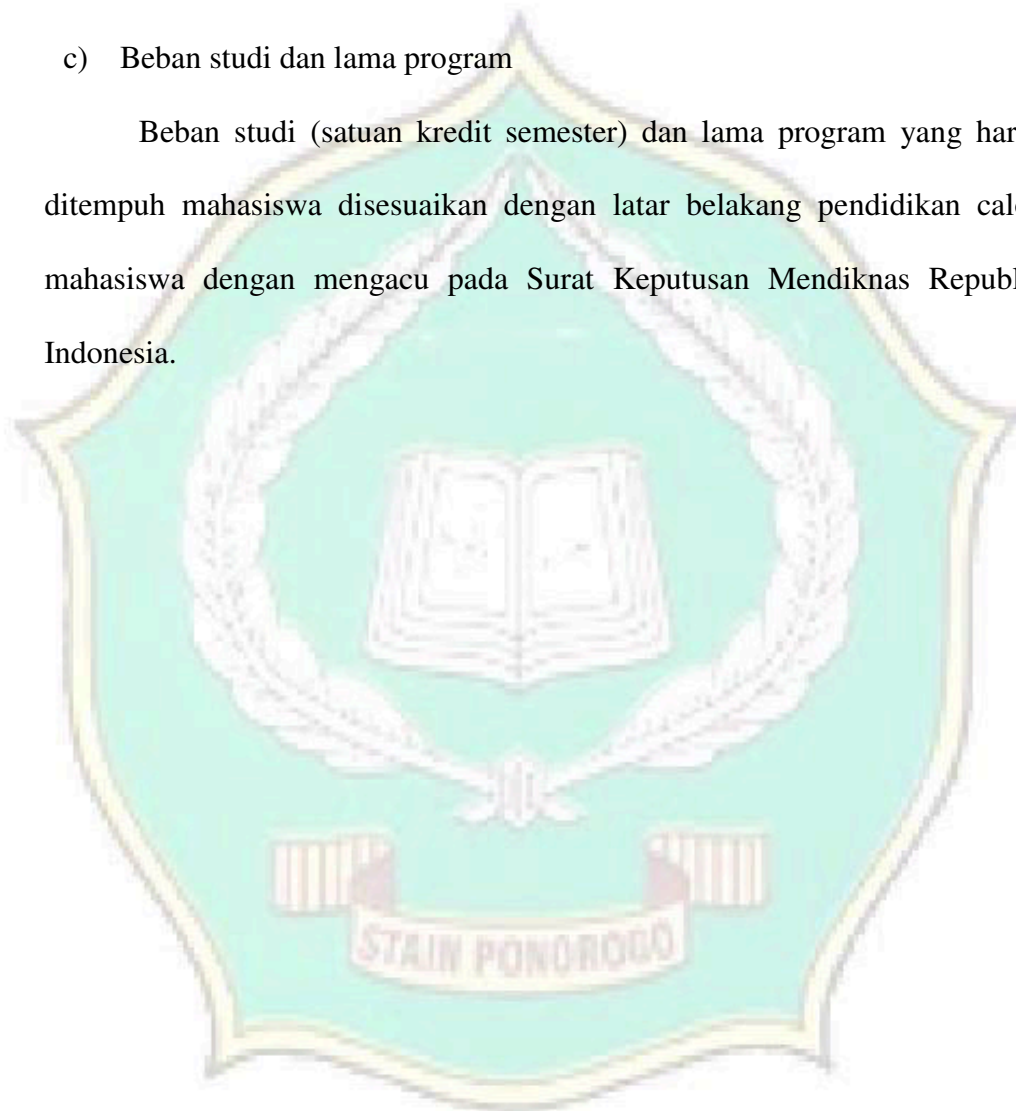 c) Beban studi dan lama program
Beban studi (satuan kredit semester) dan lama program yang har
ditempuh mahasiswa disesuaikan dengan latar belakang pendidikan cal
mahasiswa dengan mengacu pada Surat Keputusan Mendiknas Republ
Indonesia.
STAIN PONOROGO